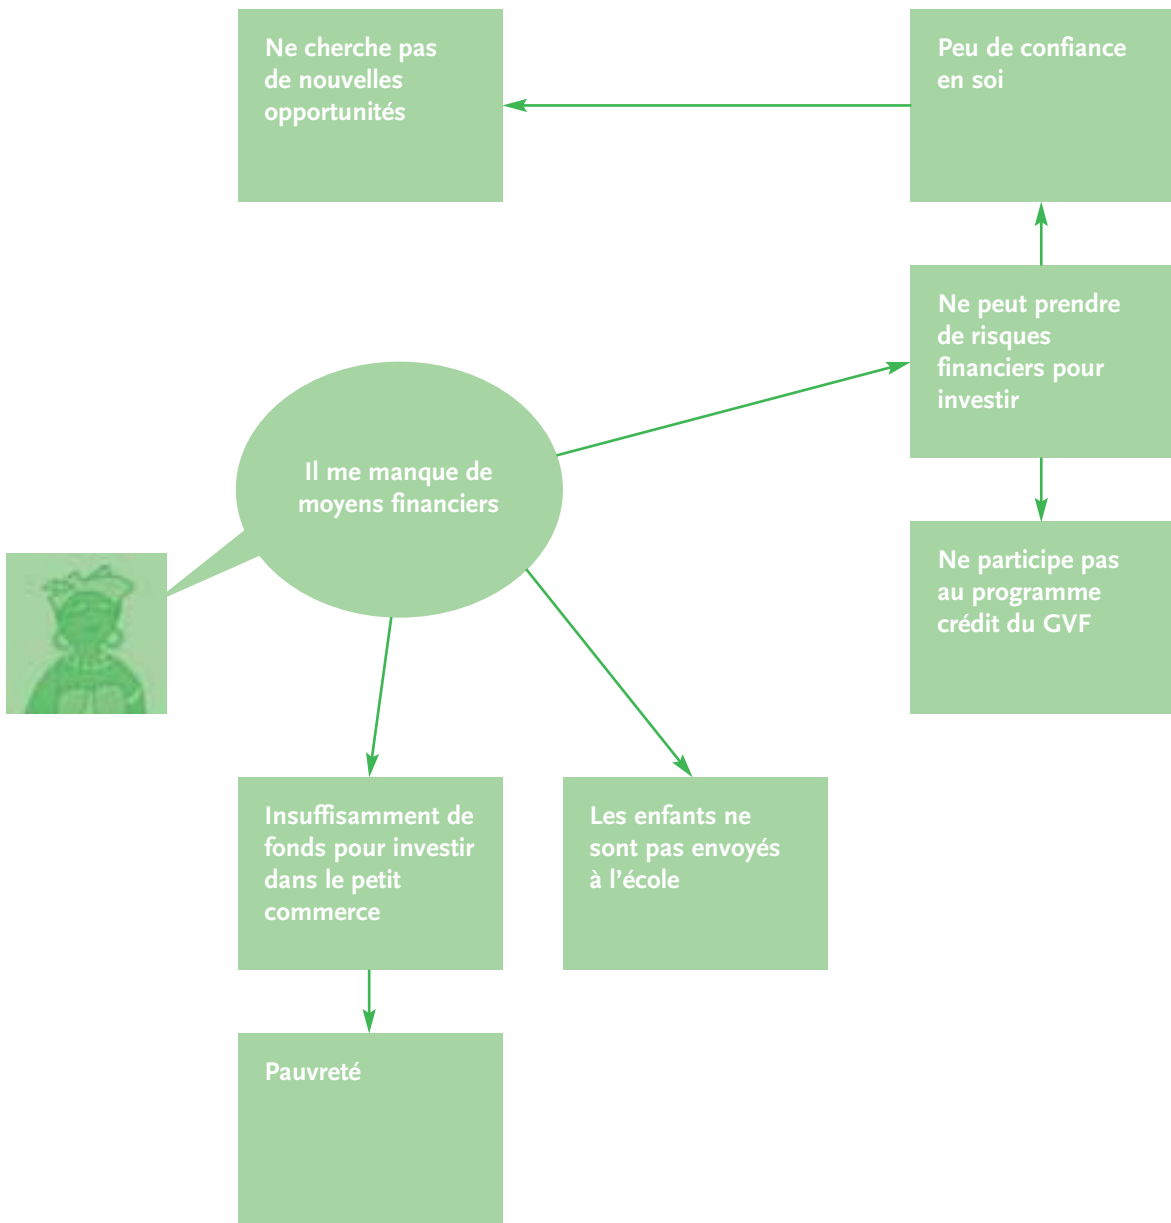 Ne cherche pas
de nouvelles
opportunités
Peu de confiance
en soi
Ne peut prendre
de risques
financiers pour
investir
Il me manque de
moyens financiers
Ne participe pas
au programme
crédit du GVF
Insuffisamment de
fonds pour investir
dans le petit
commerce
Les enfants ne
sont pas envoyés
à l’école
Pauvreté